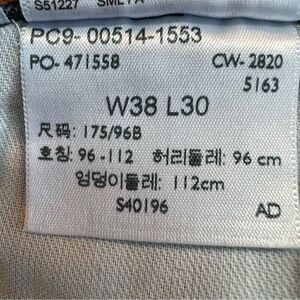 S51227 SMLTA
PC9- 00514-1553
PO- 471558 CW- 2820
5163
W38 L30
尺码: 175/96B
호칭: 96 -112 허리둘레: 96 cm
엉덩이둘레: 112cm
S40196 AD